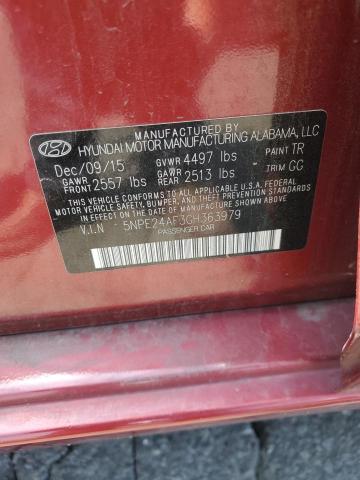 MANUFACTURED BY
HYUNDAI MOTOR MANUFACTURING ALABAMA, LLC
Dec/09/15 GVWR 4497 lbs PAINT TR
GAWR FRONT 2557 lbs GAWR REAR 2513 lbs TRIM GG
THIS VEHICLE CONFORMS TO ALL APPLICABLE U.S. FEDERAL
MOTOR VEHICLE SAFETY, BUMPER, AND THEFT PREVENTION STANDARDS
IN EFFECT ON THE DATE OF MANUFACTURE SHOWN ABOVE.
V.I.N 5NPE24AF3GH363979
PASSENGER CAR